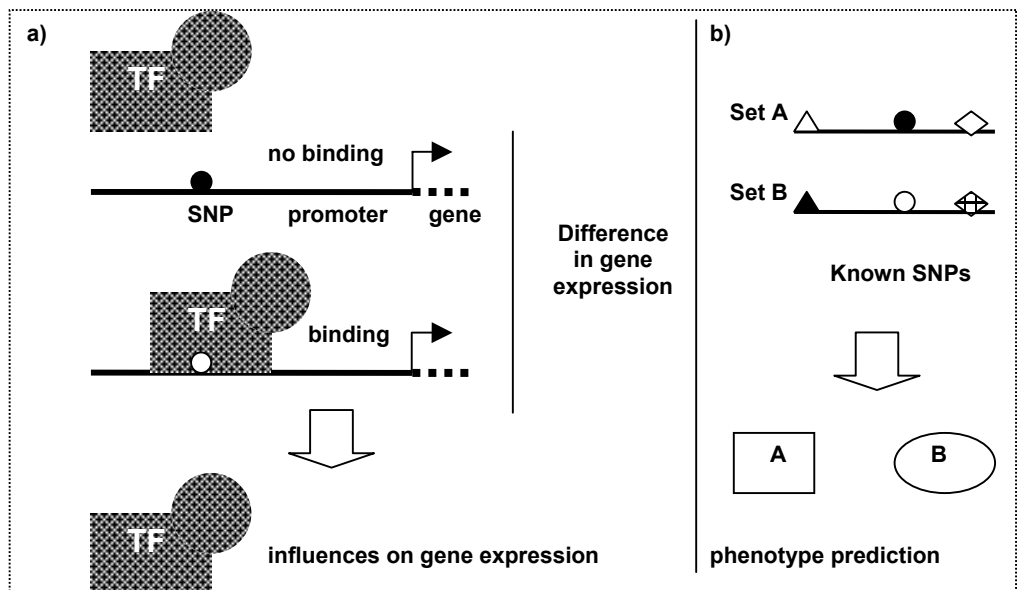 a)
TF
no binding
SNP promoter gene
TF
binding
Difference
in gene
expression
TF
influences on gene expression
b)
Set A
Set B
Known SNPs
A B
phenotype prediction